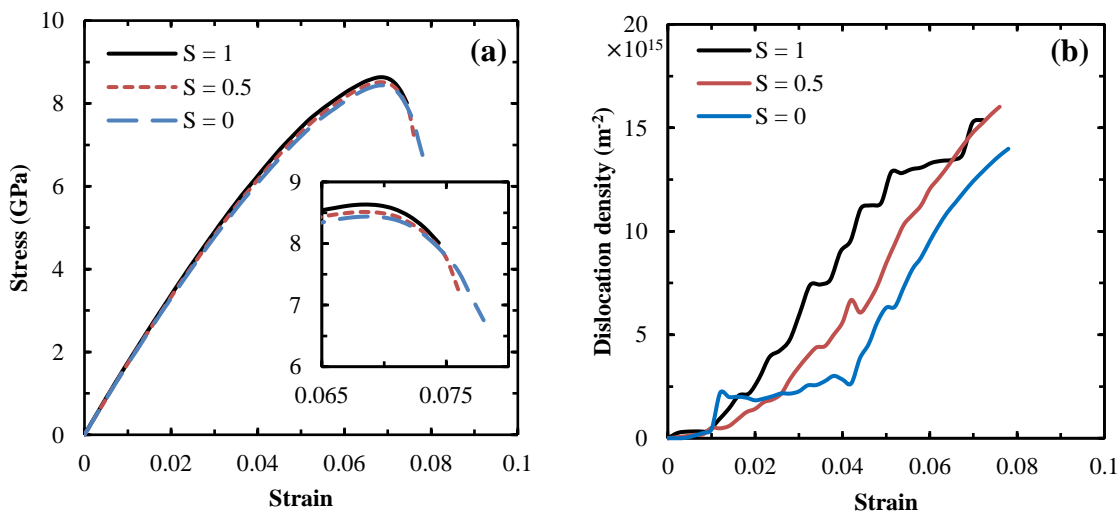 (a)
S = 1
S = 0.5
S = 0
Stress (GPa)
10
8
6
4
2
0
0
0.02
0.04
0.06
0.08
0.1
Strain
9
8
7
6
0.065
0.075
(b)
×10^15
S = 1
S = 0.5
S = 0
Dislocation density (m^-2)
20
15
10
5
0
0
0.02
0.04
0.06
0.08
0.1
Strain